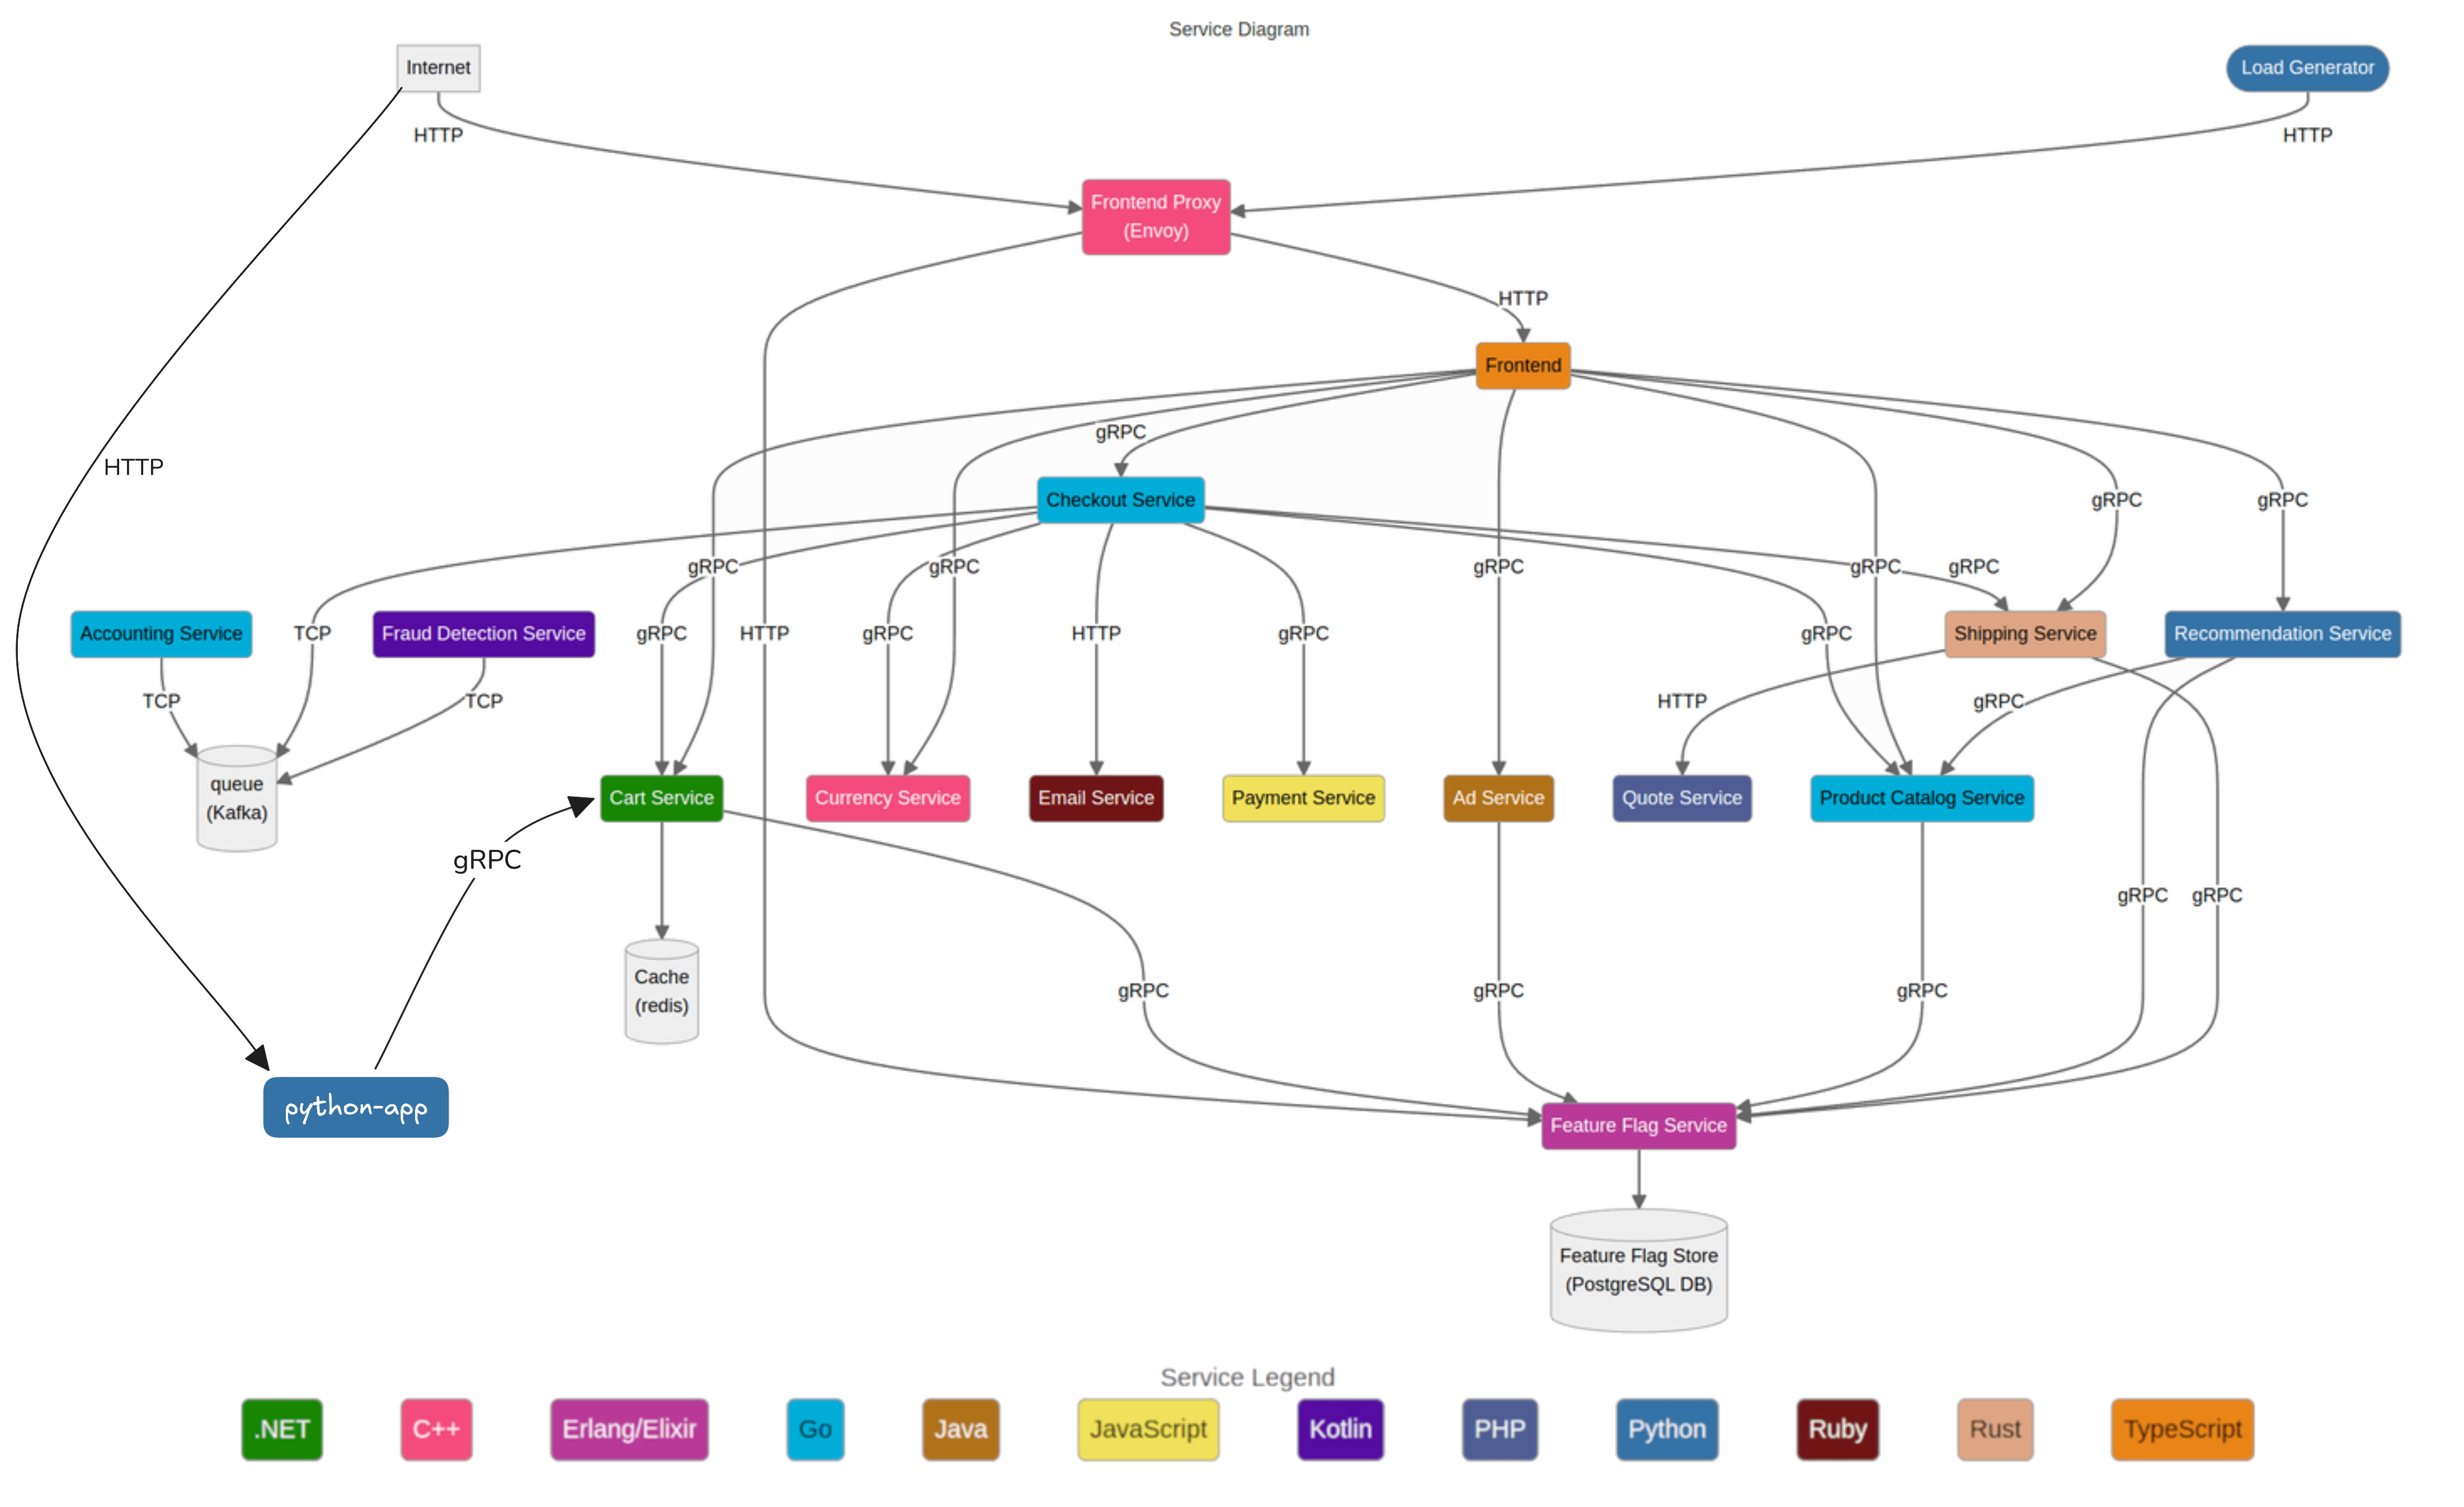 Service Diagram
Internet
Load Generator
HTTP
HTTP
Frontend Proxy
(Envoy)
HTTP
Frontend
gRPC
HTTP
Checkout Service
gRPC
gRPC
gRPC
gRPC
gRPC
gRPC
gRPC
Accounting Service
TCP
Fraud Detection Service
gRPC
HTTP
gRPC
HTTP
gRPC
gRPC
Shipping Service
Recommendation Service
TCP
TCP
HTTP
gRPC
queue
(Kafka)
Cart Service
Currency Service
Email Service
Payment Service
Ad Service
Quote Service
Product Catalog Service
gRPC
gRPC
gRPC
Cache
(redis)
gRPC
gRPC
gRPC
python-app
Feature Flag Service
Feature Flag Store
(PostgreSQL DB)
Service Legend
.NET
C++
Erlang/Elixir
Go
Java
JavaScript
Kotlin
PHP
Python
Ruby
Rust
TypeScript